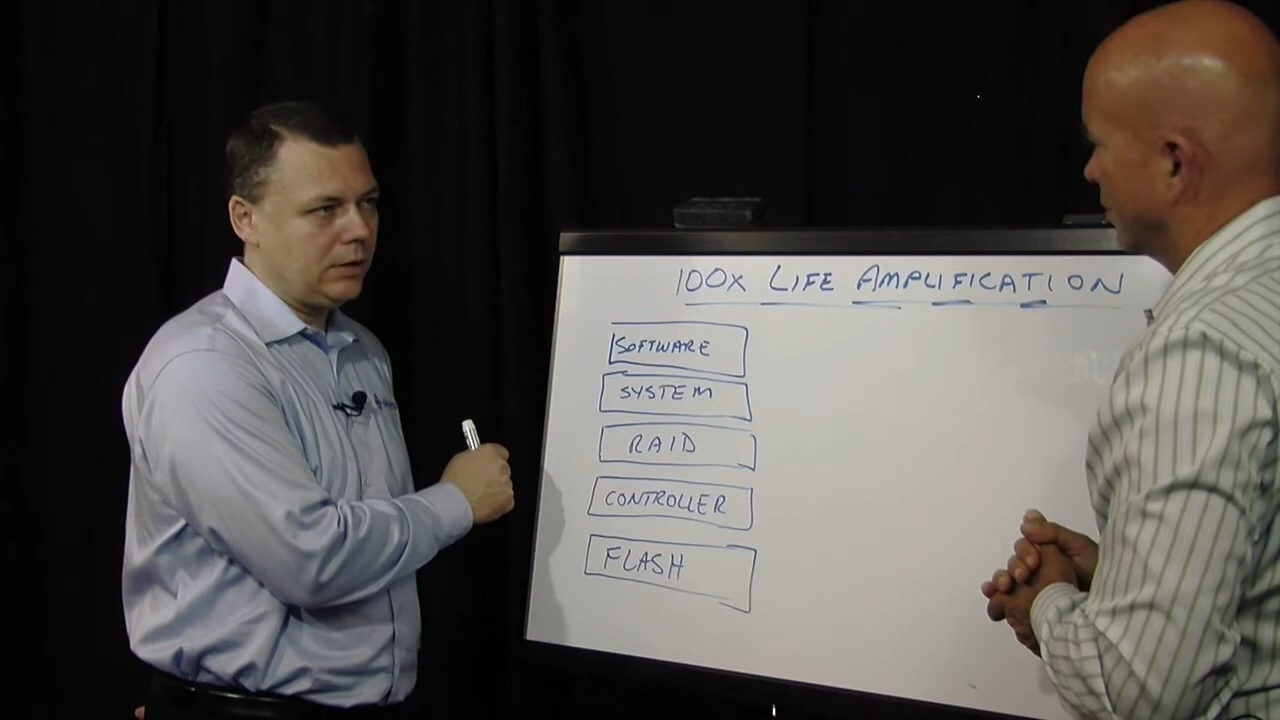 100X LIFE AMPLIFICATION
SOFTWARE
SYSTEM
RAID
CONTROLLER
FLASH